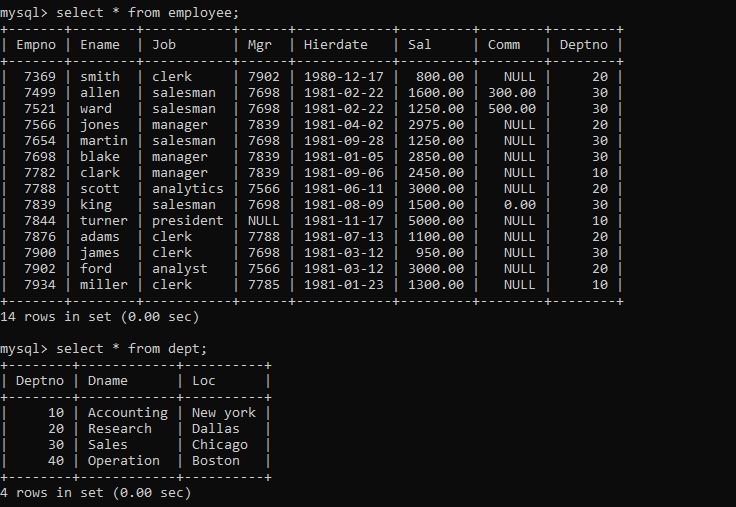 mysql> select * from employee;
+-------+--------+-----------+------+------------+---------+--------+--------+
| Empno | Ename | Job | Mgr | Hierdate | Sal | Comm | Deptno |
+-------+--------+-----------+------+------------+---------+--------+--------+
| 7369 | smith | clerk | 7902 | 1980-12-17 | 800.00 | NULL | 20 |
| 7499 | allen | salesman | 7698 | 1981-02-22 | 1600.00 | 300.00 | 30 |
| 7521 | ward | salesman | 7698 | 1981-02-22 | 1250.00 | 500.00 | 30 |
| 7566 | jones | manager | 7839 | 1981-04-02 | 2975.00 | NULL | 20 |
| 7654 | martin | salesman | 7698 | 1981-09-28 | 1250.00 | NULL | 30 |
| 7698 | blake | manager | 7839 | 1981-01-05 | 2850.00 | NULL | 30 |
| 7782 | clark | manager | 7839 | 1981-09-06 | 2450.00 | NULL | 10 |
| 7788 | scott | analytics | 7566 | 1981-06-11 | 3000.00 | NULL | 20 |
| 7839 | king | salesman | 7698 | 1981-08-09 | 1500.00 | 0.00 | 30 |
| 7844 | turner | president | NULL | 1981-11-17 | 5000.00 | NULL | 10 |
| 7876 | adams | clerk | 7788 | 1981-07-13 | 1100.00 | NULL | 20 |
| 7900 | james | clerk | 7698 | 1981-03-12 | 950.00 | NULL | 30 |
| 7902 | ford | analyst | 7566 | 1981-03-12 | 3000.00 | NULL | 20 |
| 7934 | miller | clerk | 7785 | 1981-01-23 | 1300.00 | NULL | 10 |
+-------+--------+-----------+------+------------+---------+--------+--------+
14 rows in set (0.00 sec)
mysql> select * from dept;
+--------+------------+----------+
| Deptno | Dname | Loc |
+--------+------------+----------+
| 10 | Accounting | New york |
| 20 | Research | Dallas |
| 30 | Sales | Chicago |
| 40 | Operation | Boston |
+--------+------------+----------+
4 rows in set (0.00 sec)